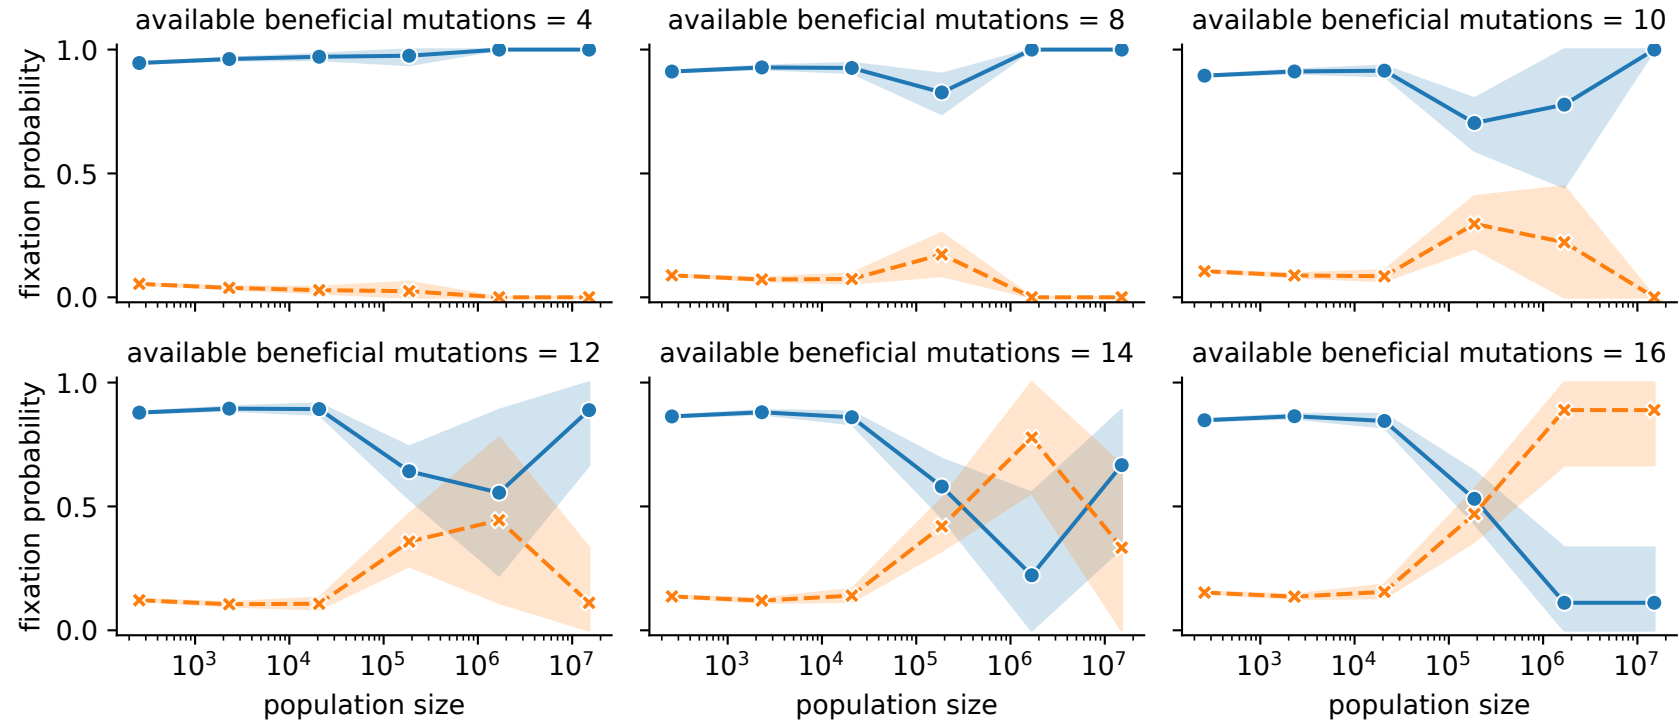 available beneficial mutations = 4
available beneficial mutations = 8
available beneficial mutations = 10
fixation probability
1.0
0.5
0.0
available beneficial mutations = 12
available beneficial mutations = 14
available beneficial mutations = 16
fixation probability
1.0
0.5
0.0
10³ 10⁴ 10⁵ 10⁶ 10⁷
10³ 10⁴ 10⁵ 10⁶ 10⁷
10³ 10⁴ 10⁵ 10⁶ 10⁷
population size
population size
population size